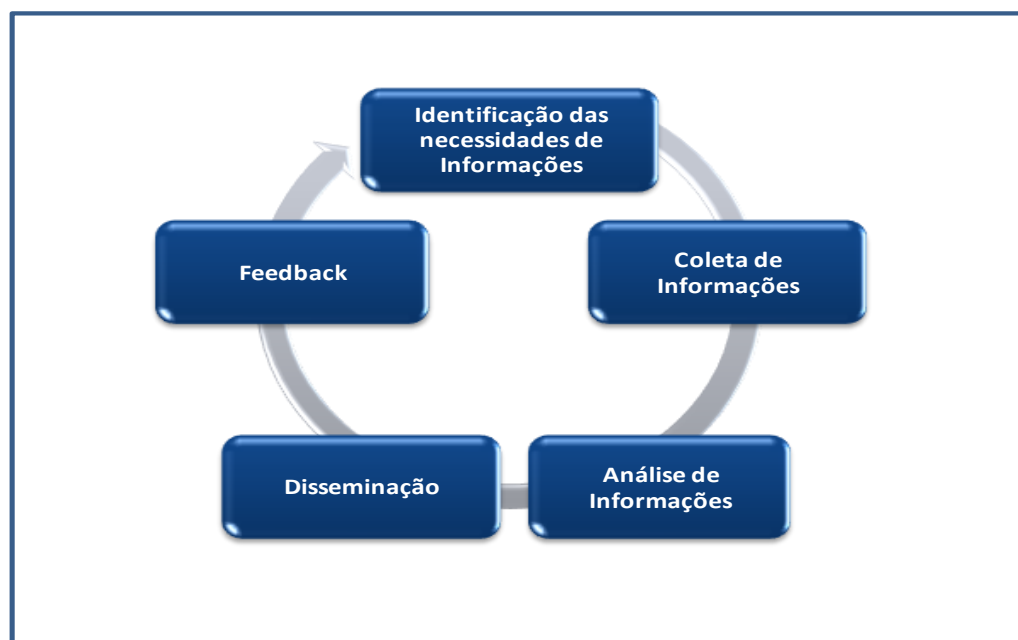 Identificação das
necessidades de
Informações
Coleta de
Informações
Análise de
Informações
Disseminação
Feedback